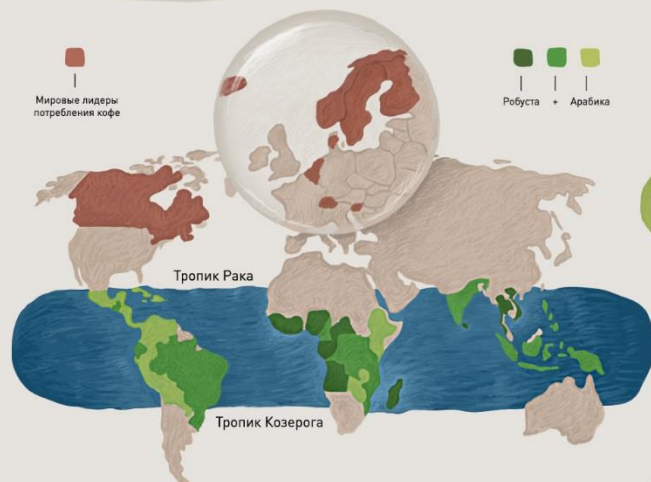 Мировые лидеры
потребления кофе
Робуста + Арабика
Тропик Рака
Тропик Козерога